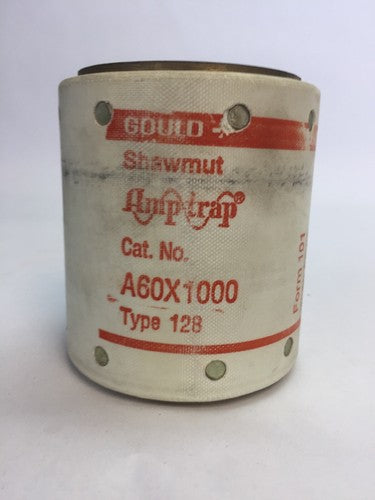 GOULD
Shawmut
Amp-trap®
Cat. No.
A60X1000
Type 128
Form 101